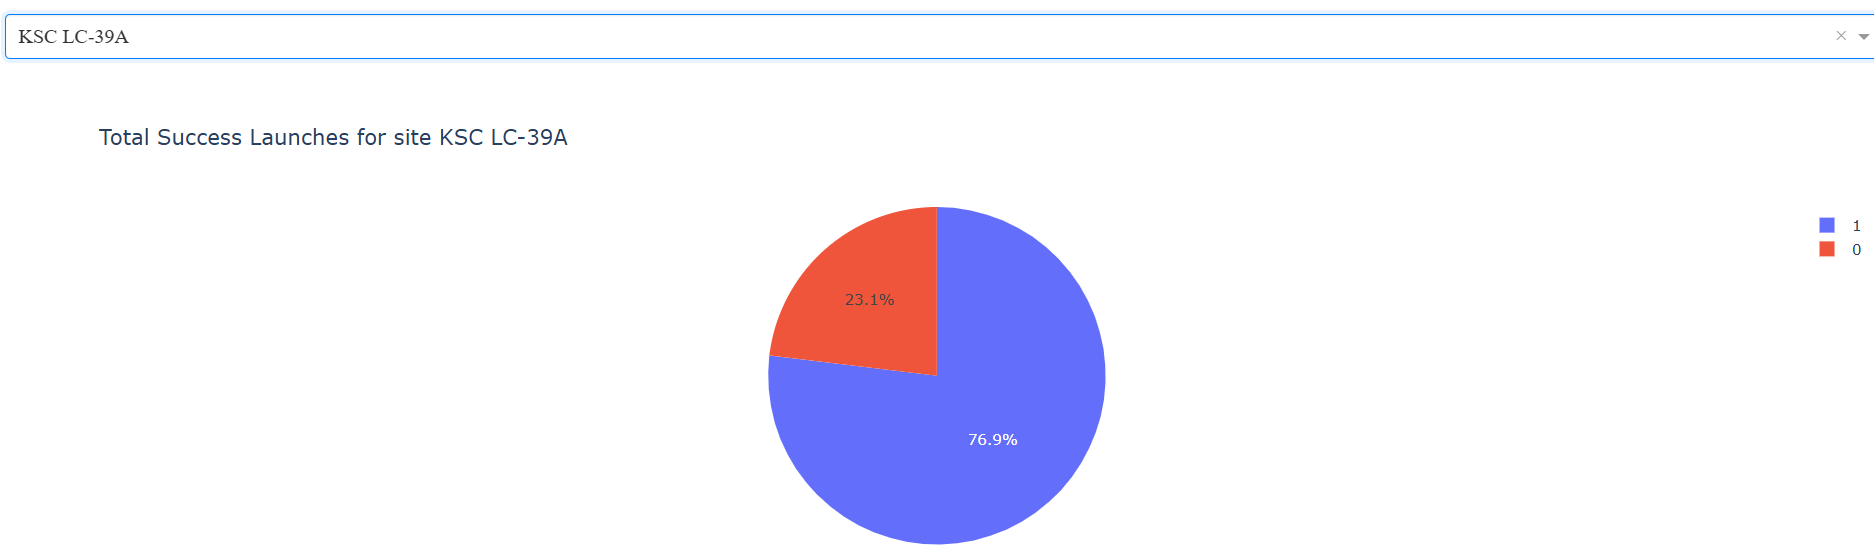 KSC LC-39A
Total Success Launches for site KSC LC-39A
1
0
23.1%
76.9%